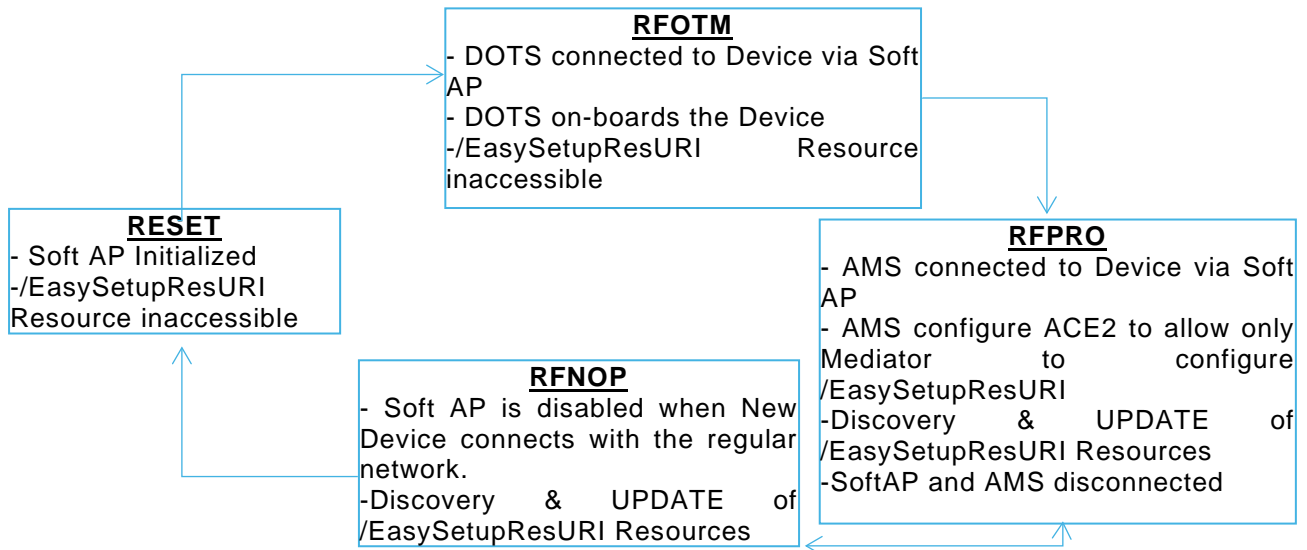 RFOTM
- DOTS connected to Device via Soft
AP
- DOTS on-boards the Device
-/EasySetupResURI Resource
inaccessible
RESET
- Soft AP Initialized
-/EasySetupResURI
Resource inaccessible
RFPRO
- AMS connected to Device via Soft
AP
- AMS configure ACE2 to allow only
Mediator to configure
/EasySetupResURI
-Discovery & UPDATE of
/EasySetupResURI Resources
-SoftAP and AMS disconnected
RFNOP
- Soft AP is disabled when New
Device connects with the regular
network.
-Discovery & UPDATE of
/EasySetupResURI Resources